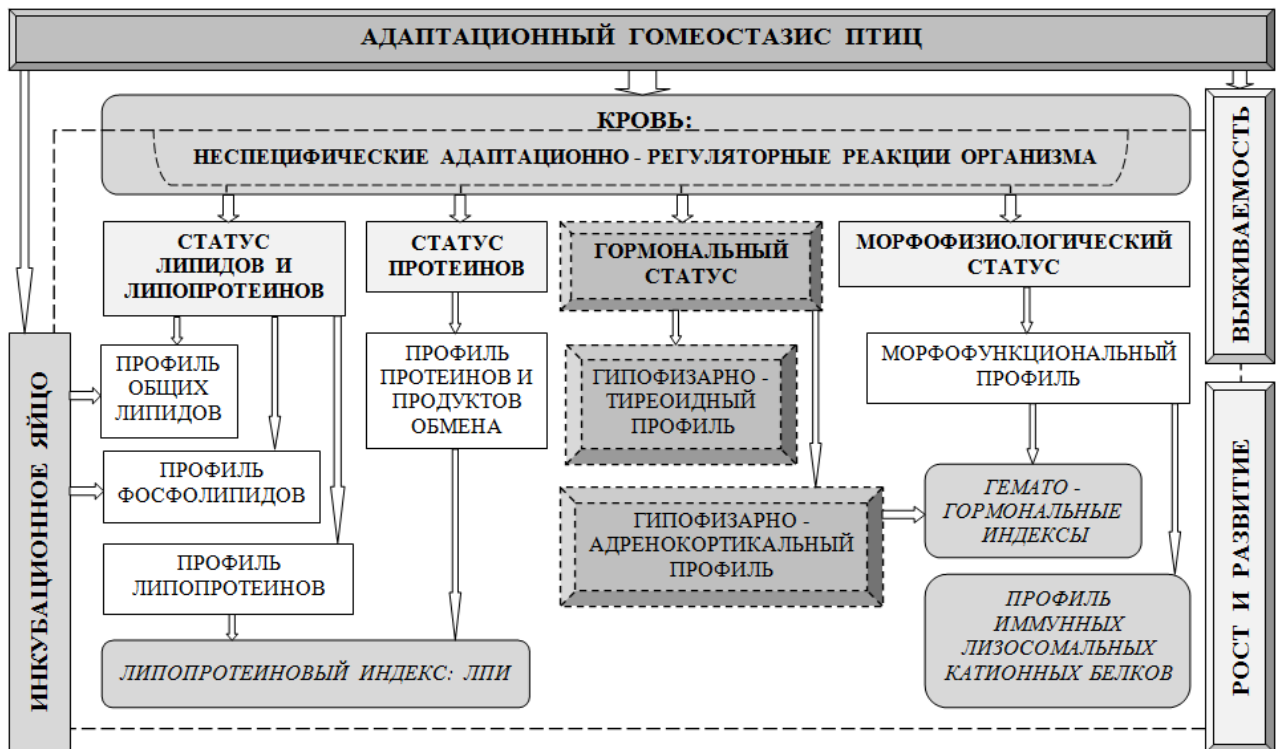 АДАПТАЦИОННЫЙ ГОМЕОСТАЗИС ПТИЦ
КРОВЬ:
НЕСПЕЦИФИЧЕСКИЕ АДАПТАЦИОННО - РЕГУЛЯТОРНЫЕ РЕАКЦИИ ОРГАНИЗМА
СТАТУС
ЛИПИДОВ И
ЛИПОПРОТЕИНОВ
СТАТУС
ПРОТЕИНОВ
ГОРМОНАЛЬНЫЙ
СТАТУС
МОРФОФИЗИОЛОГИЧЕСКИЙ
СТАТУС
ВЫЖИВАЕМОСТЬ
ИНКУБАЦИОННОЕ ЯЙЦО
ПРОФИЛЬ
ОБЩИХ
ЛИПИДОВ
ПРОФИЛЬ
ПРОТЕИНОВ И
ПРОДУКТОВ
ОБМЕНА
ГИПОФИЗАРНО -
ТИРЕОИДНЫЙ
ПРОФИЛЬ
МОРФОФУНКЦИОНАЛЬНЫЙ
ПРОФИЛЬ
ПРОФИЛЬ
ФОСФОЛИПИДОВ
ГИПОФИЗАРНО -
АДРЕНОКОРТИКАЛЬНЫЙ
ПРОФИЛЬ
ГЕМАТО -
ГОРМОНАЛЬНЫЕ
ИНДЕКСЫ
РОСТ И РАЗВИТИЕ
ПРОФИЛЬ
ЛИПОПРОТЕИНОВ
ПРОФИЛЬ
ИММУННЫХ
ЛИЗОСОМАЛЬНЫХ
КАТИОННЫХ БЕЛКОВ
ЛИПОПРОТЕИНОВЫЙ ИНДЕКС: ЛПИ